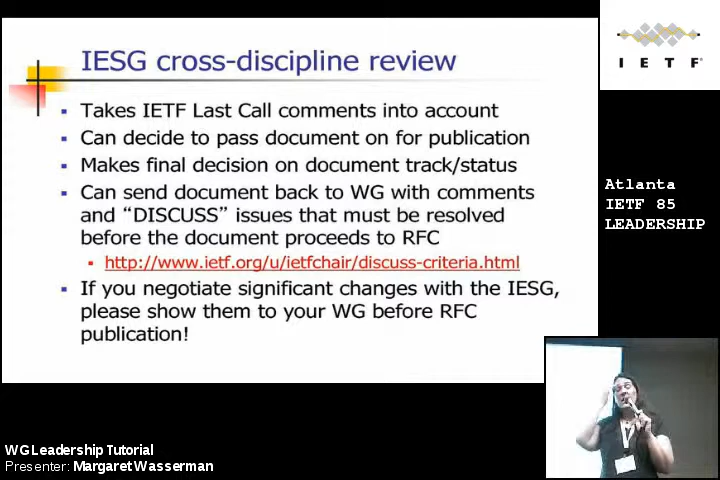 IESG cross-discipline review
Takes IETF Last Call comments into account
Can decide to pass document on for publication
Makes final decision on document track/status
Can send document back to WG with comments
and “DISCUSS” issues that must be resolved
before the document proceeds to RFC
http://www.ietf.org/u/ietfchair/discuss-criteria.html
If you negotiate significant changes with the IESG,
please show them to your WG before RFC
publication!
I E T F®
Atlanta
IETF 85
LEADERSHIP
WG Leadership Tutorial
Presenter: Margaret Wasserman